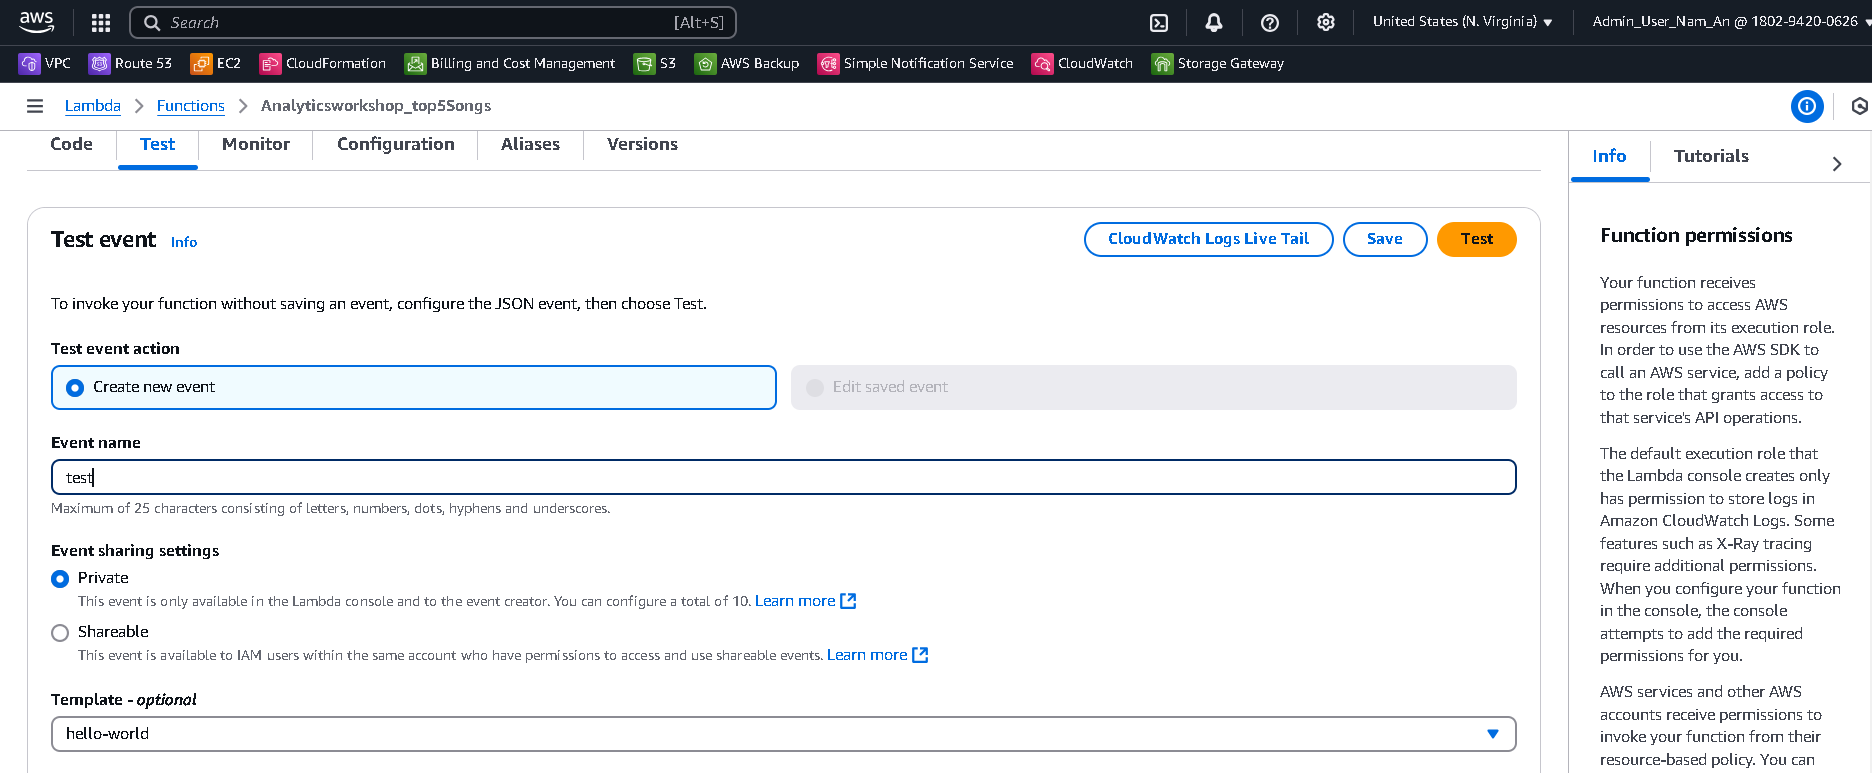 aws
Search [Alt+S]
United States (N. Virginia)
Admin_User_Nam_An @ 1802-9420-0626
VPC Route 53 EC2 CloudFormation Billing and Cost Management S3 AWS Backup Simple Notification Service CloudWatch Storage Gateway
Lambda Functions Analyticsworkshop_top5Songs
Code Test Monitor Configuration Aliases Versions
Test event Info
CloudWatch Logs Live Tail Save Test
To invoke your function without saving an event, configure the JSON event, then choose Test.
Test event action
Create new event
Edit saved event
Event name
test
Maximum of 25 characters consisting of letters, numbers, dots, hyphens and underscores.
Event sharing settings
Private
This event is only available in the Lambda console and to the event creator. You can configure a total of 10. Learn more
Shareable
This event is available to IAM users within the same account who have permissions to access and use shareable events. Learn more
Template - optional
hello-world
Info Tutorials
Function permissions
Your function receives
permissions to access AWS
resources from its execution role.
In order to use the AWS SDK to
call an AWS service, add a policy
to the role that grants access to
that service's API operations.
The default execution role that
the Lambda console creates only
has permission to store logs in
Amazon CloudWatch Logs. Some
features such as X-Ray tracing
require additional permissions.
When you configure your function
in the console, the console
attempts to add the required
permissions for you.
AWS services and other AWS
accounts receive permissions to
invoke your function from their
resource-based policy. You can